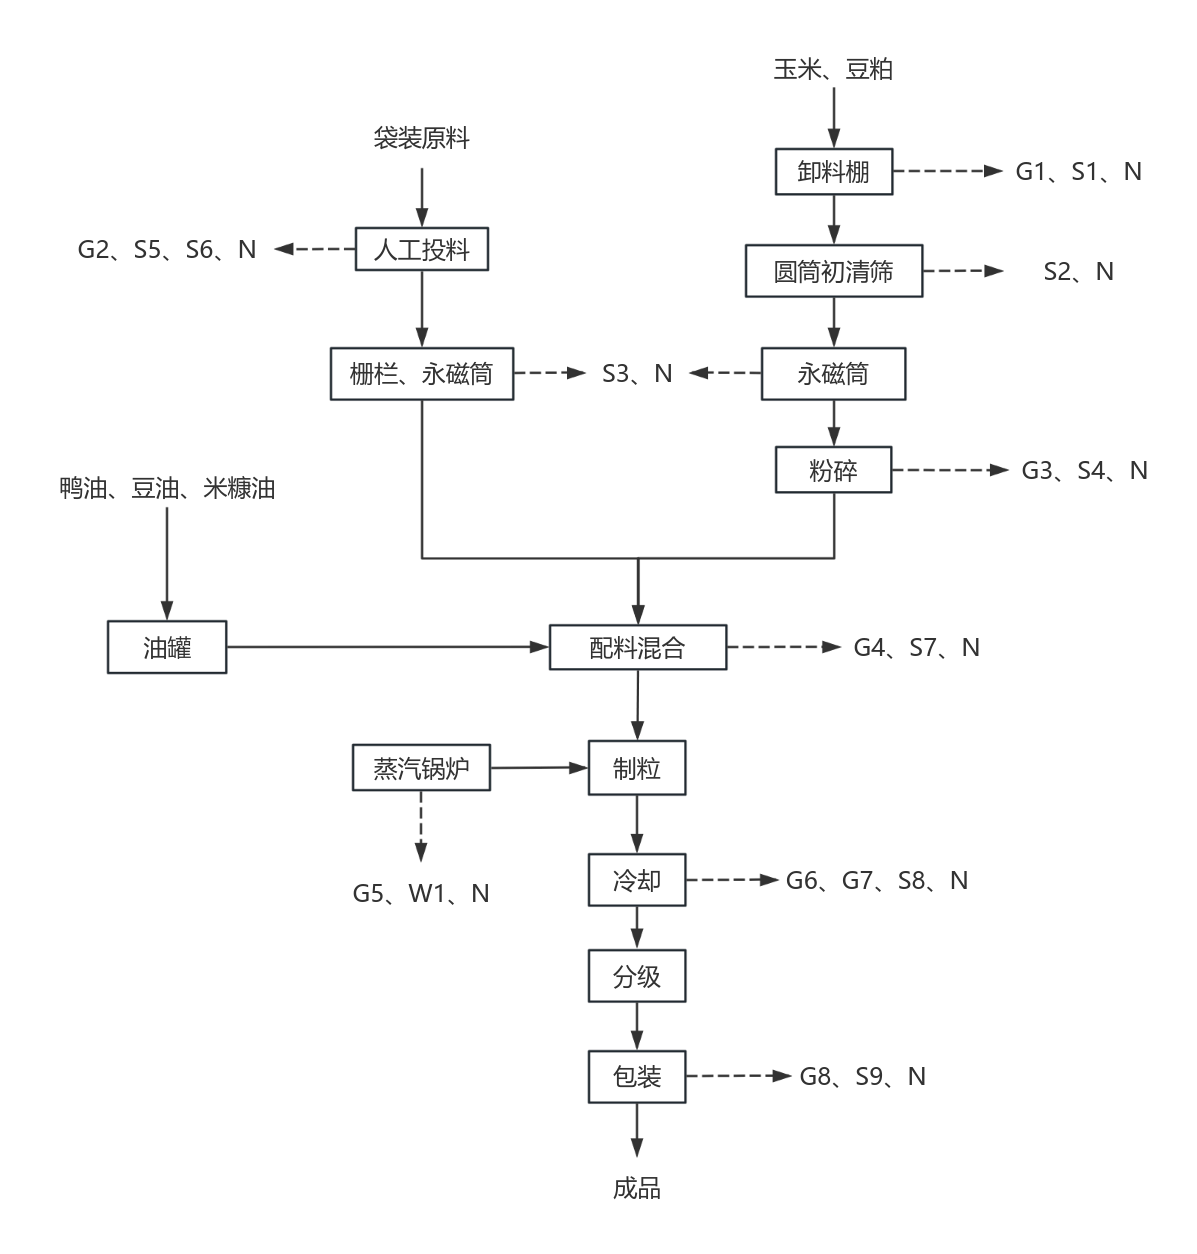 玉米、豆粕
袋装原料
卸料棚
G1、S1、N
G2、S5、S6、N
人工投料
圆筒初清筛
S2、N
栅栏、永磁筒
S3、N
永磁筒
粉碎
G3、S4、N
鸭油、豆油、米糠油
油罐
配料混合
G4、S7、N
蒸汽锅炉
制粒
冷却
G6、G7、S8、N
G5、W1、N
分级
包装
G8、S9、N
成品